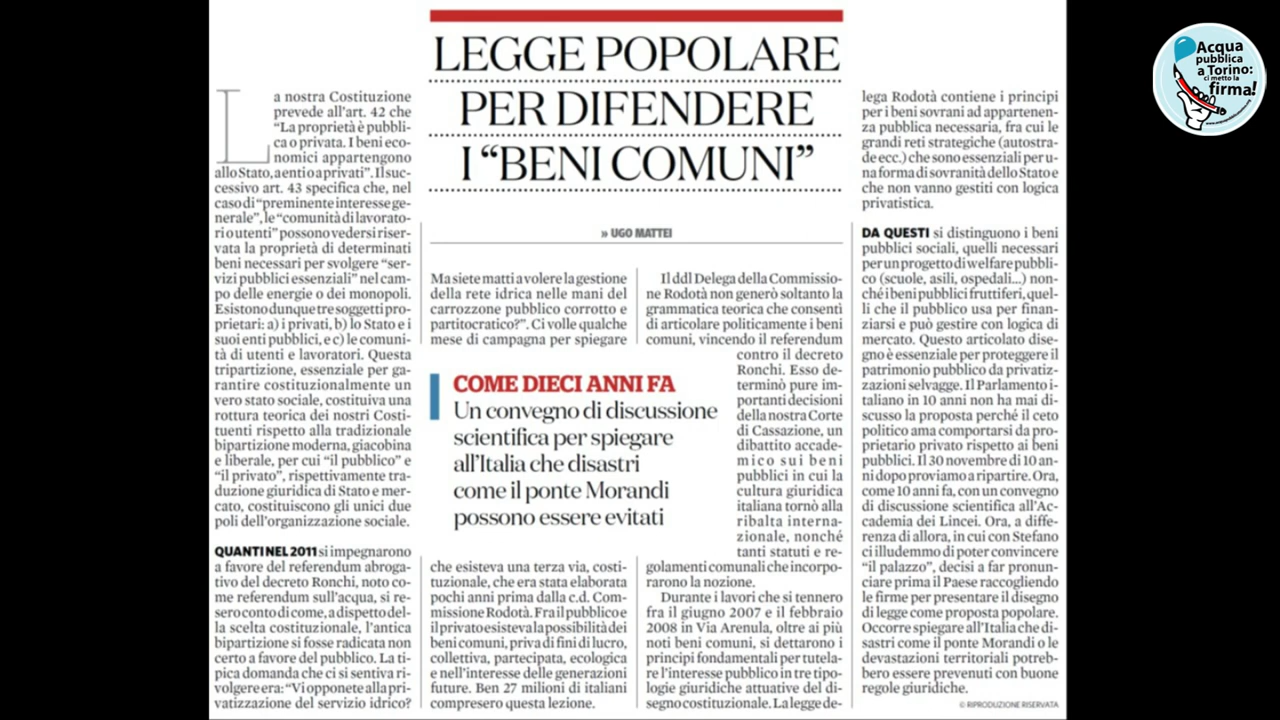 LEGGE POPOLARE
PER DIFENDERE
I “BENI COMUNI”
» UGO MATTEI
La nostra Costituzione
prevede all’art. 42 che
“La proprietà è pubbli-
ca o privata. I beni eco-
nomici appartengono
allo Stato, a enti o a privati”. Il suc-
cessivo art. 43 specifica che, nel
caso di “preminente interesse ge-
nerale”, le “comunità di lavorato-
ri o utenti” possono vedersi riser-
vata la proprietà di determinati
beni necessari per svolgere “ser-
vizi pubblici essenziali” nel cam-
po delle energie o dei monopoli.
Esistono dunque tre soggetti pro-
prietari: a) i privati, b) lo Stato e i
suoi enti pubblici, e c) le comuni-
tà di utenti e lavoratori. Questa
tripartizione, essenziale per ga-
rantire costituzionalmente un
vero stato sociale, costituiva una
rottura teorica dei nostri Costi-
tuenti rispetto alla tradizionale
bipartizione moderna, giacobina
e liberale, per cui “il pubblico” e
“il privato”, rispettivamente tra-
duzione giuridica di Stato e mer-
cato, costituiscono gli unici due
poli dell’organizzazione sociale.
QUANTI NEL 2011 si impegnarono
a favore del referendum abroga-
tivo del decreto Ronchi, noto co-
me referendum sull’acqua, si re-
sero conto di come, a dispetto del-
la scelta costituzionale, l’antica
bipartizione si fosse radicata non
certo a favore del pubblico. La ti-
pica domanda che ci si sentiva ri-
volgere era: “Vi opponete alla pri-
vatizzazione del servizio idrico?
Ma siete matti a volere la gestione
della rete idrica nelle mani del
carrozzone pubblico corrotto e
partitocratico?”. Ci volle qualche
mese di campagna per spiegare
COME DIECI ANNI FA
Un convegno di discussione
scientifica per spiegare
all’Italia che disastri
come il ponte Morandi
possono essere evitati
che esisteva una terza via, costi-
tuzionale, che era stata elaborata
pochi anni prima dalla c.d. Com-
missione Rodotà. Fra il pubblico e
il privato esisteva la possibilità dei
beni comuni, priva di fini di lucro,
collettiva, partecipata, ecologica
e nell’interesse delle generazioni
future. Ben 27 milioni di italiani
compresero questa lezione.
Il ddl Delega della Commissio-
ne Rodotà non generò soltanto la
grammatica teorica che consentì
di articolare politicamente i beni
comuni, vincendo il referendum
contro il decreto
Ronchi. Esso de-
terminò pure im-
portanti decisioni
della nostra Corte
di Cassazione, un
dibattito accade-
mico sui beni
pubblici in cui la
cultura giuridica
italiana tornò alla
ribalta interna-
zionale, nonché
tanti statuti e re-
golamenti comunali che incorpo-
rarono la nozione.
Durante i lavori che si tennero
fra il giugno 2007 e il febbraio
2008 in Via Arenula, oltre ai più
noti beni comuni, si dettarono i
principi fondamentali per tutela-
re l’interesse pubblico in tre tipo-
logie giuridiche attuative del di-
segno costituzionale. La legge de-
lega Rodotà contiene i principi
per i beni sovrani ad appartenen-
za pubblica necessaria, fra cui le
grandi reti strategiche (autostra-
de ecc.) che sono essenziali per u-
na forma di sovranità dello Stato e
che non vanno gestiti con logica
privatistica.
DA QUESTI si distinguono i beni
pubblici sociali, quelli necessari
per un progetto di welfare pubbli-
co (scuole, asili, ospedali...) non-
ché i beni pubblici fruttiferi, quel-
li che il pubblico usa per finan-
ziarsi e può gestire con logica di
mercato. Questo articolato dise-
gno è essenziale per proteggere il
patrimonio pubblico da privatiz-
zazioni selvagge. Il Parlamento i-
taliano in 10 anni non ha mai di-
scusso la proposta perché il ceto
politico ama comportarsi da pro-
prietario privato rispetto ai beni
pubblici. Il 30 novembre di 10 an-
ni dopo proviamo a ripartire. Ora,
come 10 anni fa, con un convegno
di discussione scientifica all’Ac-
cademia dei Lincei. Ora, a diffe-
renza di allora, in cui con Stefano
ci illudemmo di poter convincere
“il palazzo”, decisi a far pronun-
ciare prima il Paese raccogliendo
le firme per presentare il disegno
di legge come proposta popolare.
Occorre spiegare all’Italia che di-
sastri come il ponte Morandi o le
devastazioni territoriali potreb-
bero essere prevenuti con buone
regole giuridiche.
© RIPRODUZIONE RISERVATA
Acqua
pubblica
a Torino:
ci metto la
firma!